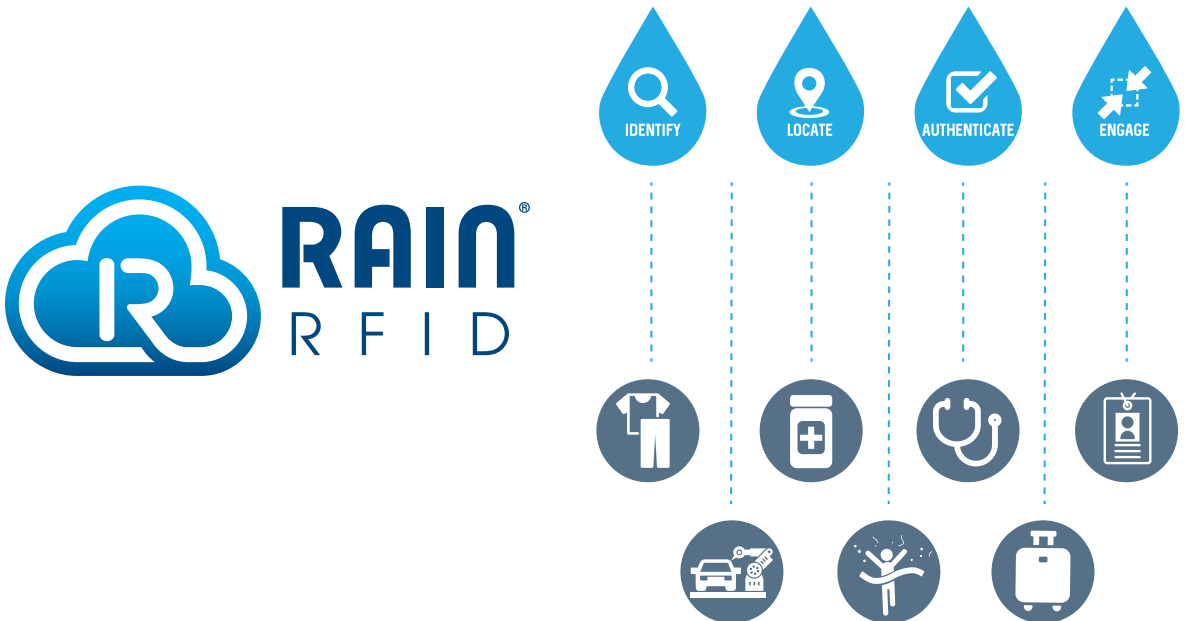 RAIN®
RFID
IDENTIFY
LOCATE
AUTHENTICATE
ENGAGE